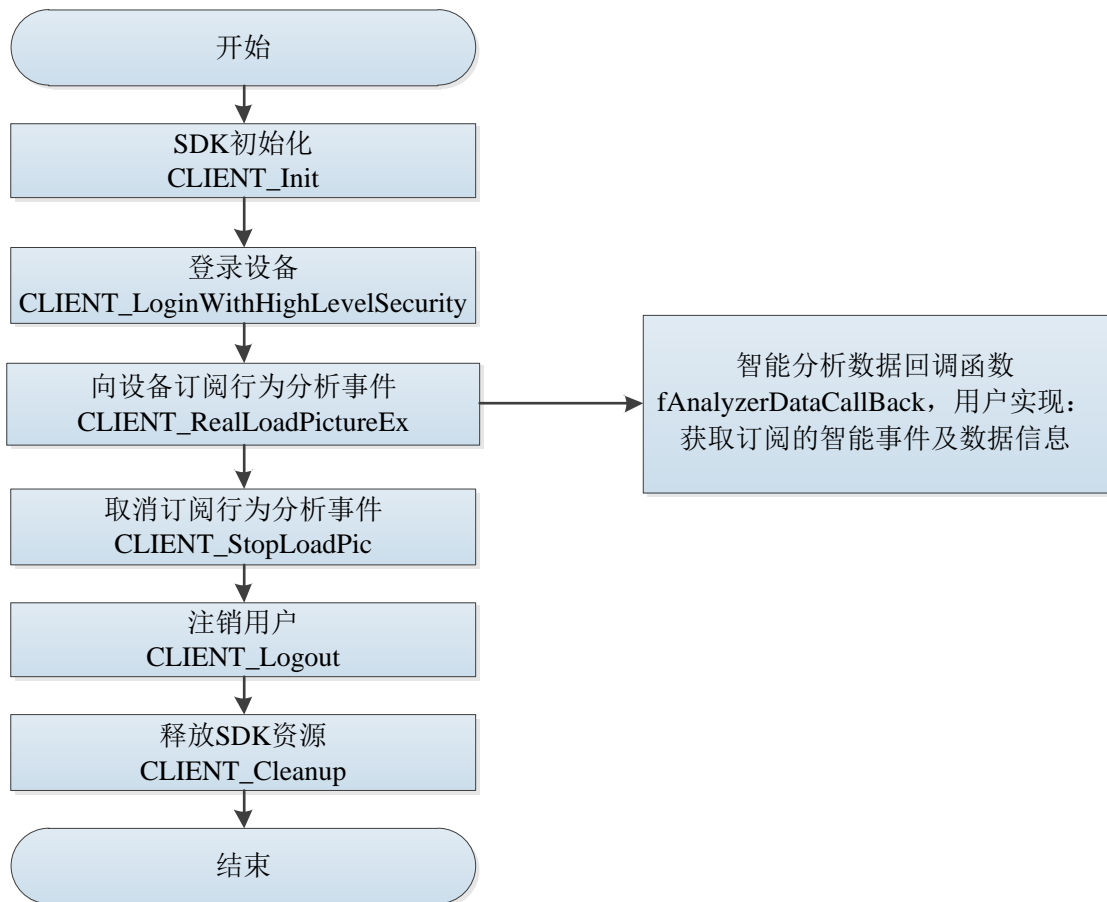 开始
SDK初始化
CLIENT_Init
登录设备
CLIENT_LoginWithHighLevelSecurity
向设备订阅行为分析事件
CLIENT_RealLoadPictureEx
智能分析数据回调函数
fAnalyzerDataCallBack，用户实现：
获取订阅的智能事件及数据信息
取消订阅行为分析事件
CLIENT_StopLoadPic
注销用户
CLIENT_Logout
释放SDK资源
CLIENT_Cleanup
结束